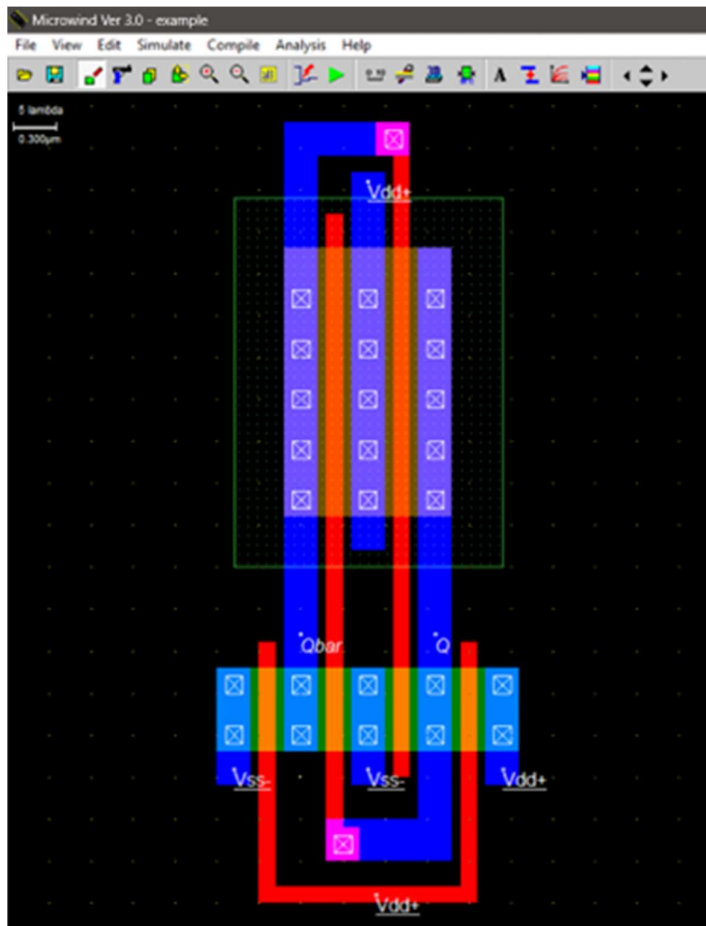 Microwind Ver 3.0 - example
File View Edit Simulate Compile Analysis Help
A
5 lambda
0.300µm
Vdd+
Qbar
Q
Vss-
Vss-
Vdd+
Vdd+